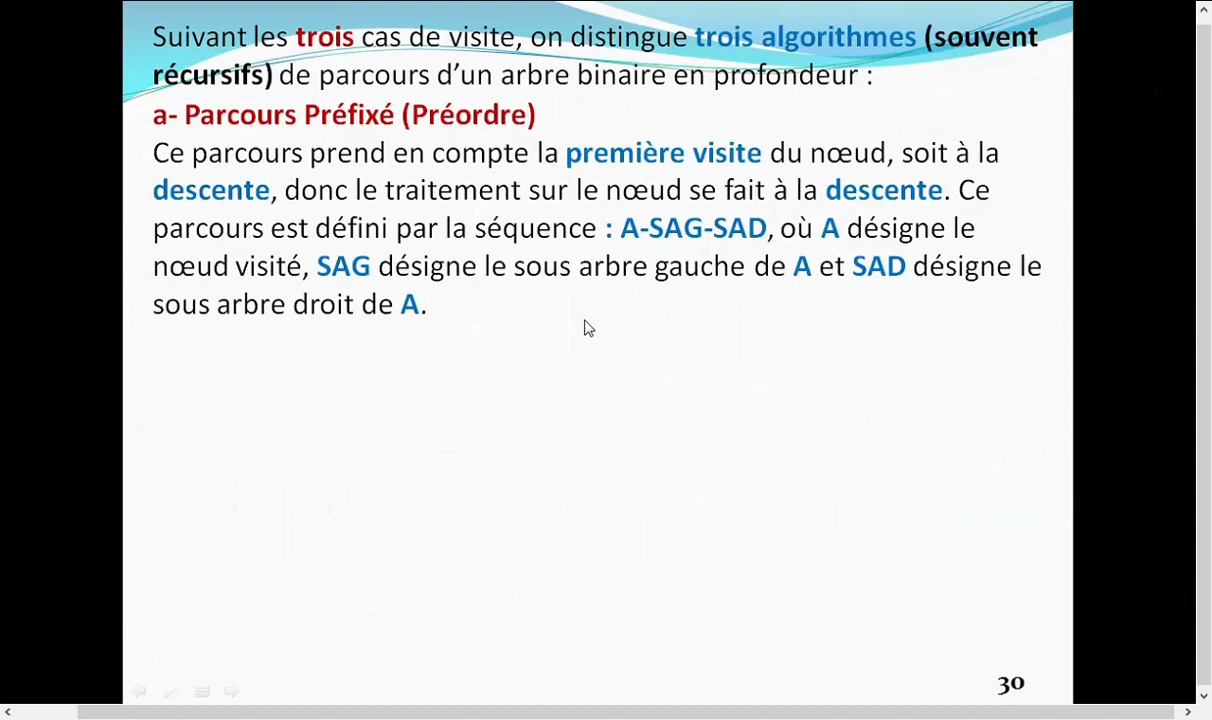 Suivant les trois cas de visite, on distingue trois algorithmes (souvent
récursifs) de parcours d’un arbre binaire en profondeur :
a- Parcours Préfixé (Préordre)
Ce parcours prend en compte la première visite du nœud, soit à la
descente, donc le traitement sur le nœud se fait à la descente. Ce
parcours est défini par la séquence : A-SAG-SAD, où A désigne le
nœud visité, SAG désigne le sous arbre gauche de A et SAD désigne le
sous arbre droit de A.
30